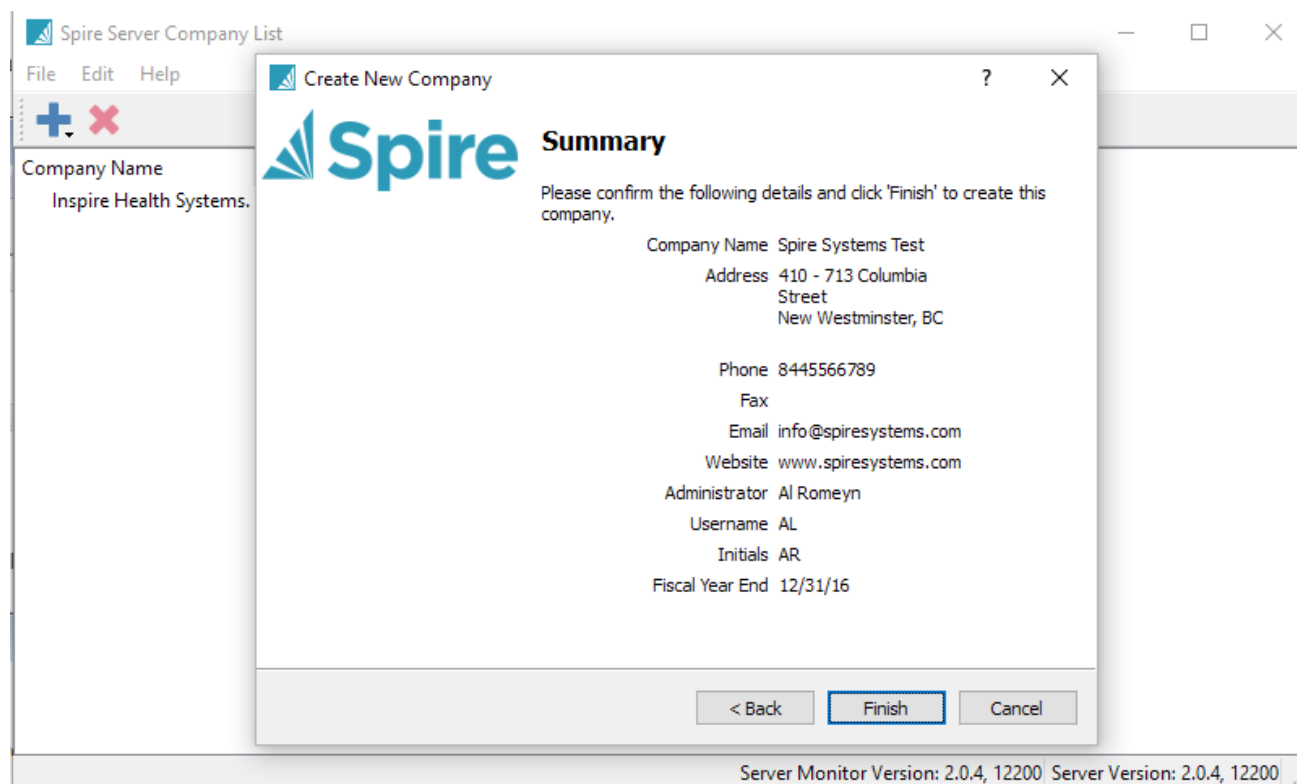 Spire Server Company List
File Edit Help
Create New Company
?
Spire
Summary
Please confirm the following details and click 'Finish' to create this
company.
Company Name
Inspire Health Systems.
Company Name Spire Systems Test
Address 410 - 713 Columbia
Street
New Westminster, BC
Phone 8445566789
Fax
Email info@spiresystems.com
Website www.spiresystems.com
Administrator Al Romeyn
Username AL
Initials AR
Fiscal Year End 12/31/16
< Back Finish Cancel
Server Monitor Version: 2.0.4, 12200 Server Version: 2.0.4, 12200